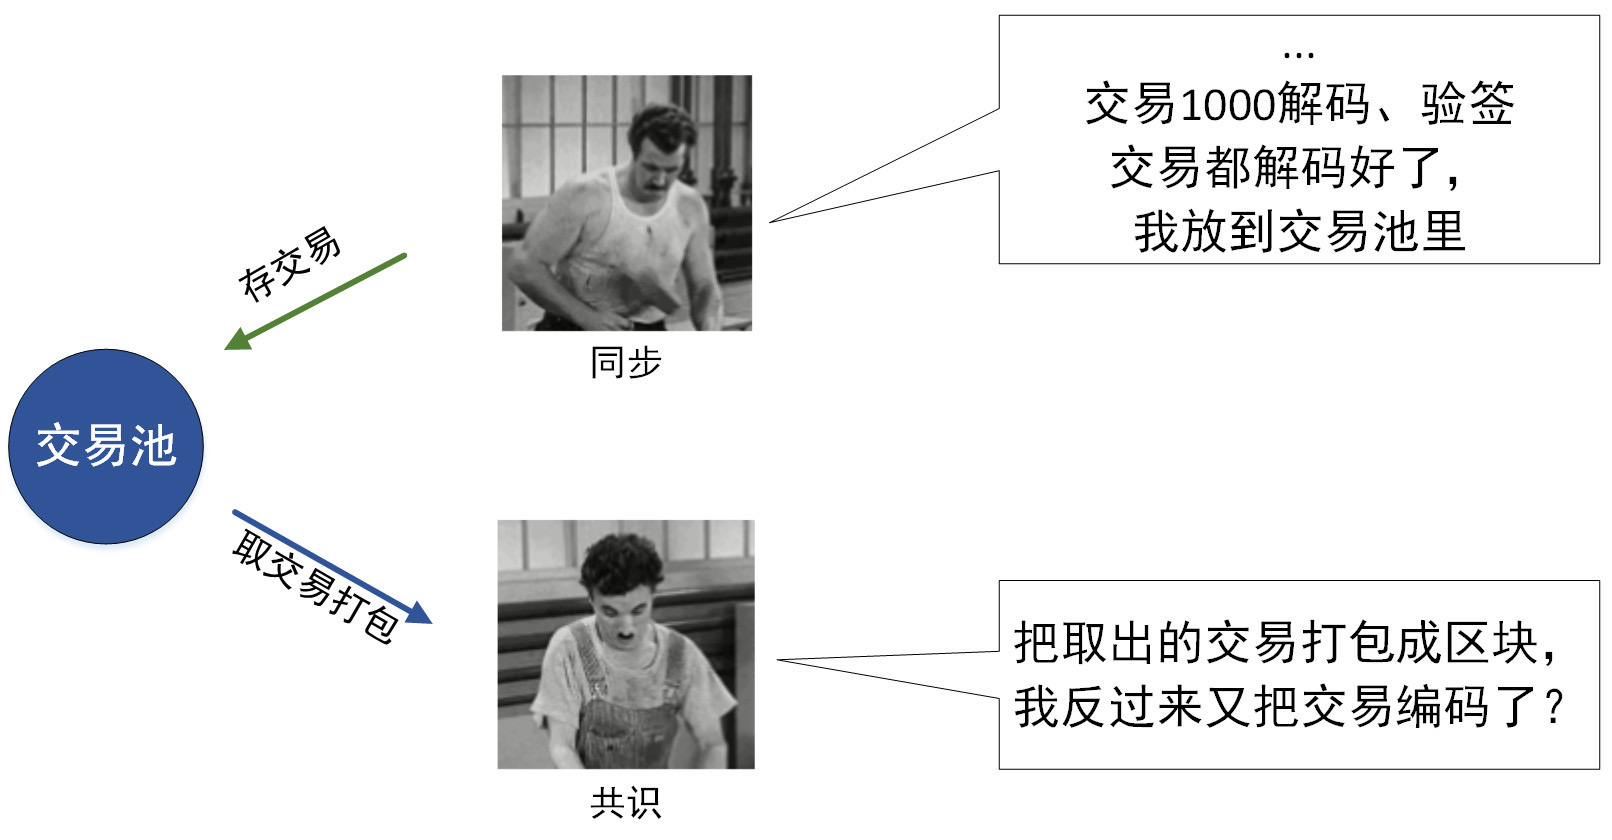 ...
交易1000解码、验签
交易都解码好了，
我放到交易池里
存交易
同步
交易池
取交易打包
把取出的交易打包成区块，
我反过来又把交易编码了？
共识